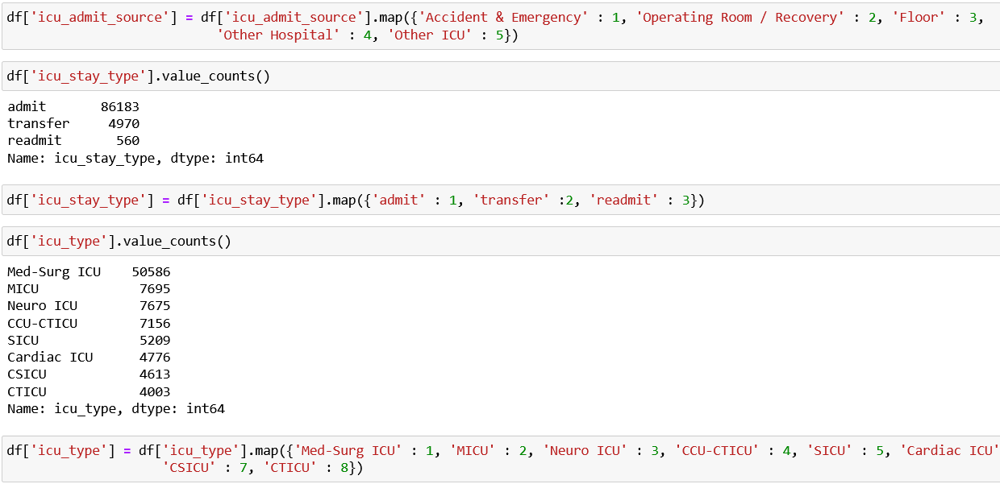 df['icu_admit_source'] = df['icu_admit_source'].map({'Accident & Emergency' : 1, 'Operating Room / Recovery' : 2, 'Floor' : 3,
'Other Hospital' : 4, 'Other ICU' : 5})
df['icu_stay_type'].value_counts()
admit 86183
transfer 4970
readmit 560
Name: icu_stay_type, dtype: int64
df['icu_stay_type'] = df['icu_stay_type'].map({'admit' : 1, 'transfer' :2, 'readmit' : 3})
df['icu_type'].value_counts()
Med-Surg ICU 50586
MICU 7695
Neuro ICU 7675
CCU-CTICU 7156
SICU 5209
Cardiac ICU 4776
CSICU 4613
CTICU 4003
Name: icu_type, dtype: int64
df['icu_type'] = df['icu_type'].map({'Med-Surg ICU' : 1, 'MICU' : 2, 'Neuro ICU' : 3, 'CCU-CTICU' : 4, 'SICU' : 5, 'Cardiac ICU'
'CSICU' : 7, 'CTICU' : 8})